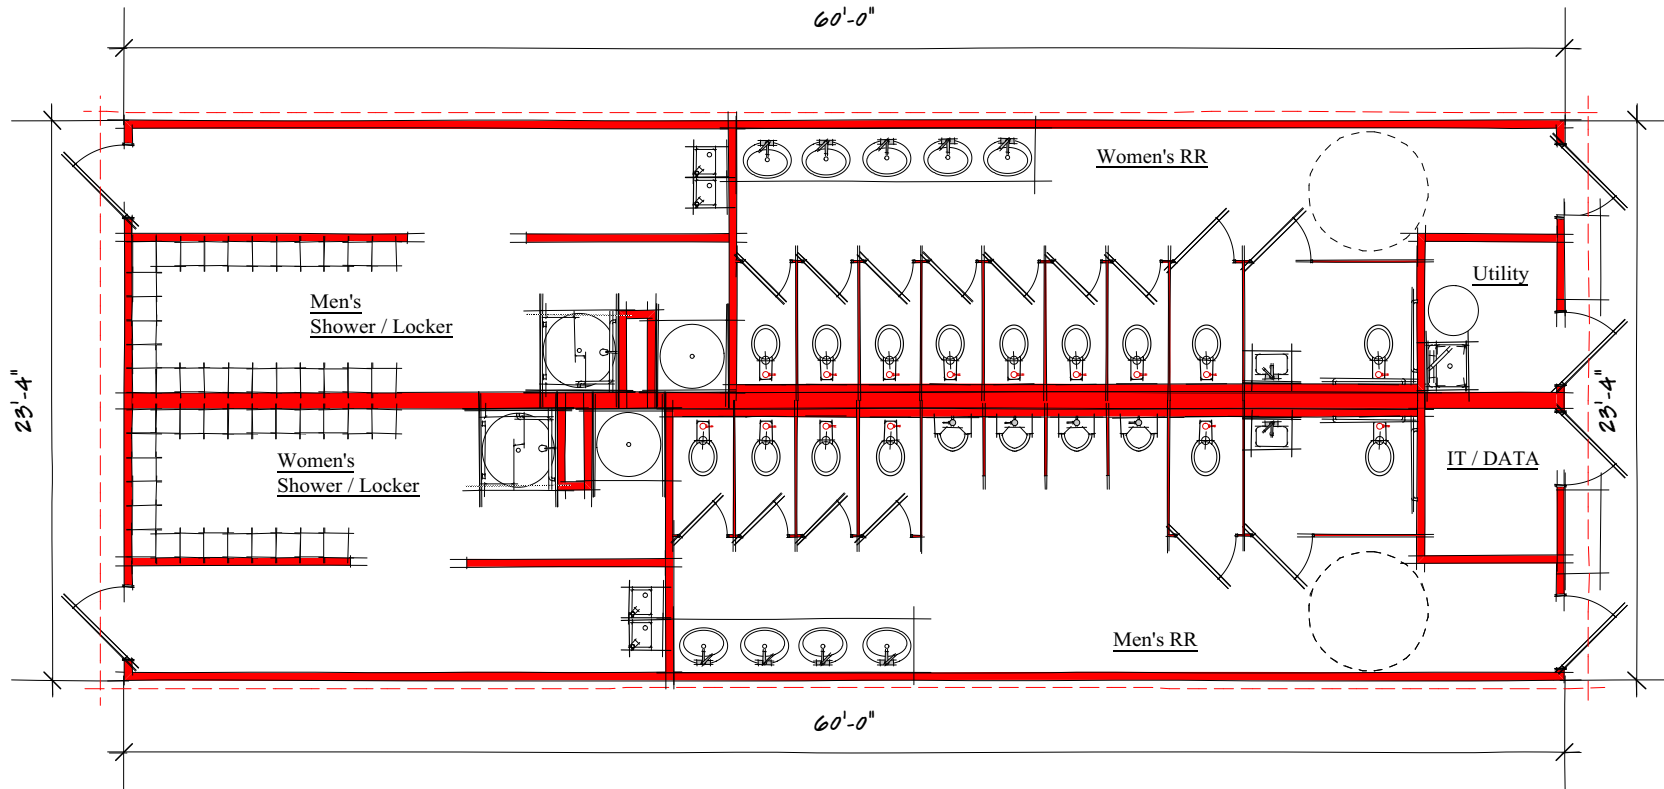 60'-0"
Women's RR
Utility
Men's
Shower / Locker
23'-4"
23'-4"
Women's
Shower / Locker
IT / DATA
Men's RR
60'-0"